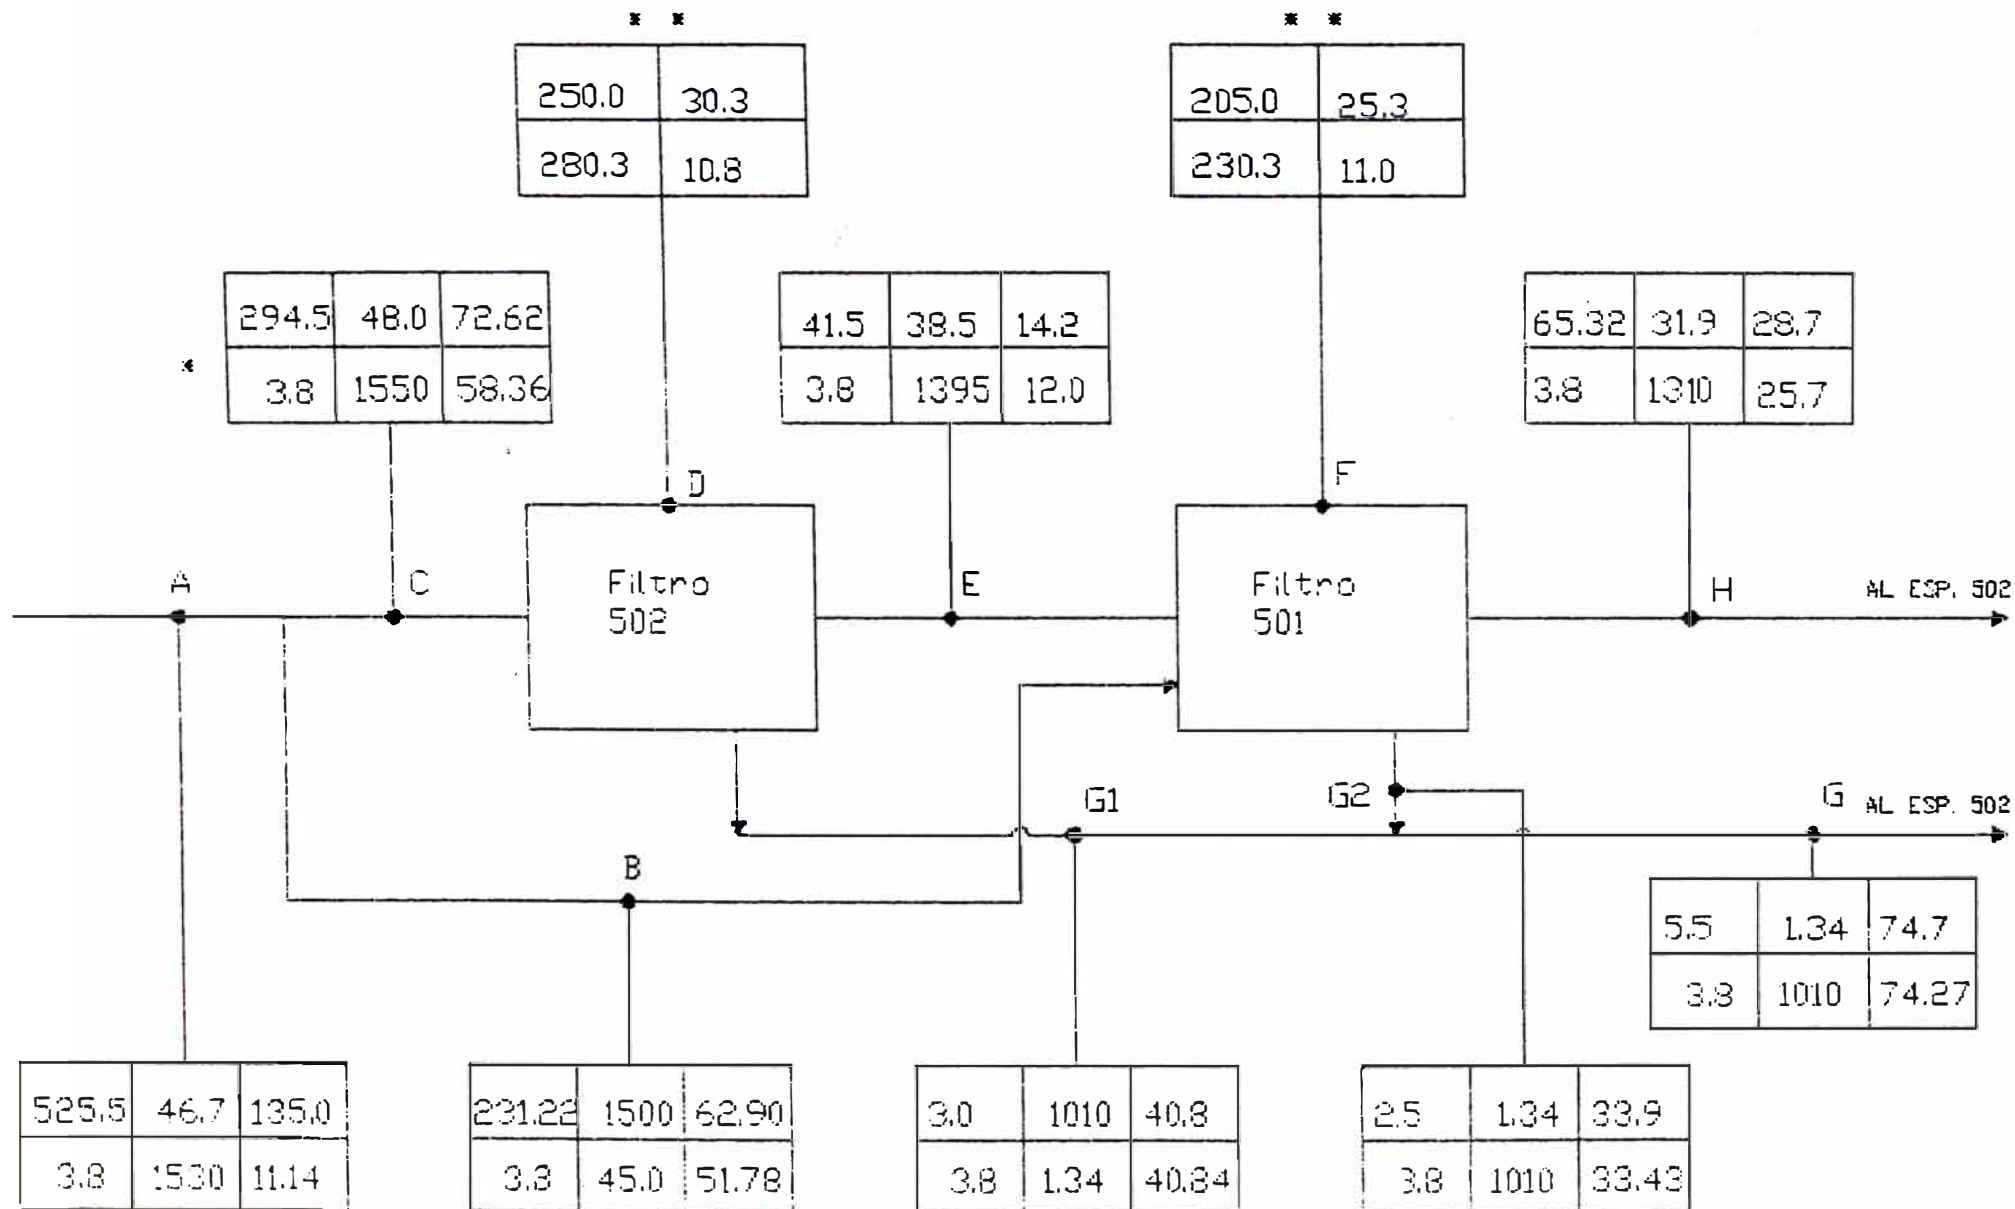 * *
* *
250.0 30.3
280.3 10.8
205.0 25.3
230.3 11.0
294.5 48.0 72.62
* 3.8 1550 58.36
41.5 38.5 14.2
3.8 1395 12.0
65.32 31.9 28.7
3.8 1310 25.7
D
F
A
C
Filtro
502
E
Filtro
501
H
AL ESP. 502
G1
G2
G
AL ESP. 502
B
5.5 1.34 74.7
3.8 1010 74.27
525.5 46.7 135.0
3.8 1530 11.14
231.22 1500 62.90
3.8 45.0 51.78
3.0 1010 40.8
3.8 1.34 40.84
2.5 1.34 33.9
3.8 1010 33.43